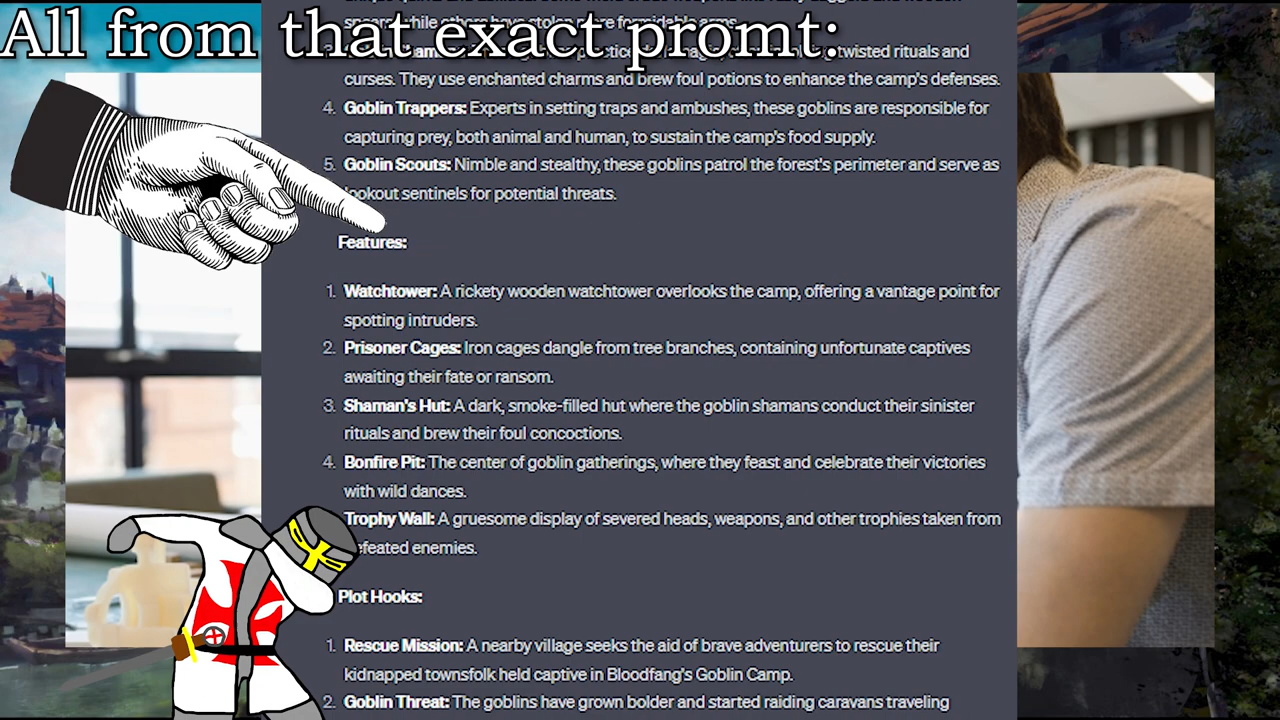 All from that exact promt:
spears, while others have stolen more formidable arms.
twisted rituals and
curses. They use enchanted charms and brew foul potions to enhance the camp's defenses.
4. Goblin Trappers: Experts in setting traps and ambushes, these goblins are responsible for
capturing prey, both animal and human, to sustain the camp's food supply.
5. Goblin Scouts: Nimble and stealthy, these goblins patrol the forest's perimeter and serve as
lookout sentinels for potential threats.
Features:
1. Watchtower: A rickety wooden watchtower overlooks the camp, offering a vantage point for
spotting intruders.
2. Prisoner Cages: Iron cages dangle from tree branches, containing unfortunate captives
awaiting their fate or ransom.
3. Shaman's Hut: A dark, smoke-filled hut where the goblin shamans conduct their sinister
rituals and brew their foul concoctions.
4. Bonfire Pit: The center of goblin gatherings, where they feast and celebrate their victories
with wild dances.
Trophy Wall: A gruesome display of severed heads, weapons, and other trophies taken from
efeated enemies.
Plot Hooks:
1. Rescue Mission: A nearby village seeks the aid of brave adventurers to rescue their
kidnapped townsfolk held captive in Bloodfang's Goblin Camp.
2. Goblin Threat: The goblins have grown bolder and started raiding caravans traveling